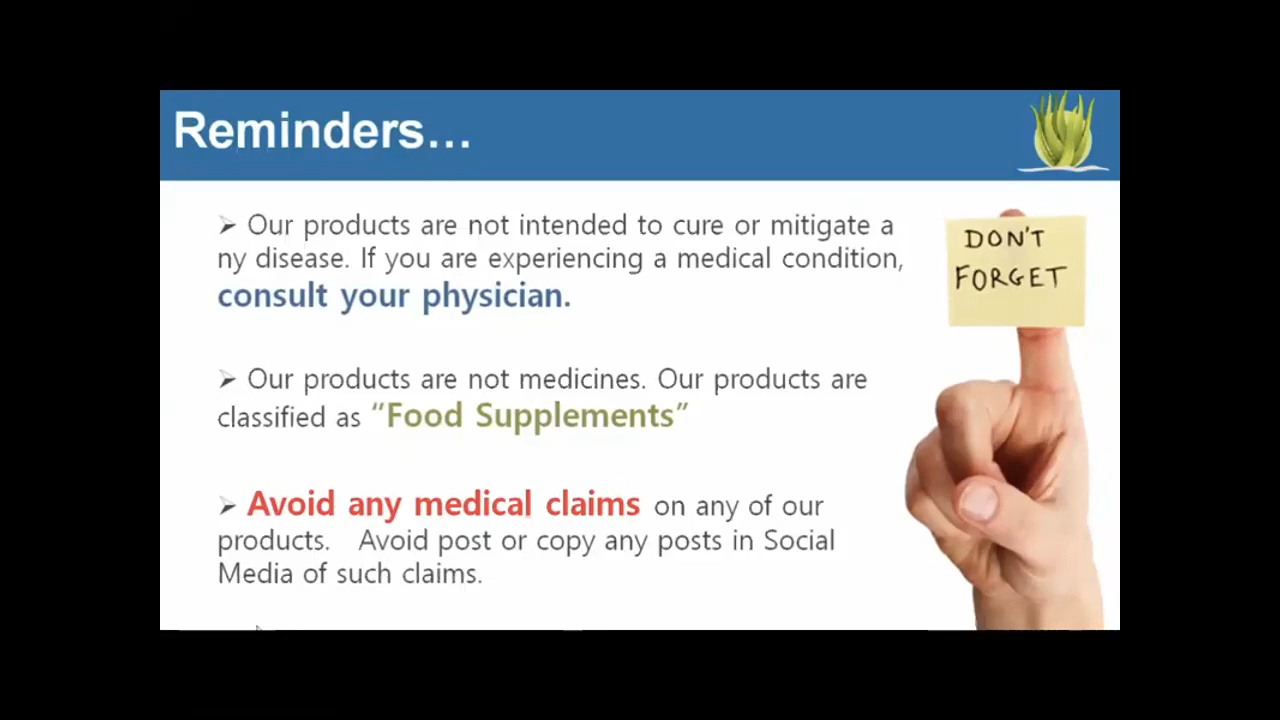 Reminders...
➢ Our products are not intended to cure or mitigate a
ny disease. If you are experiencing a medical condition,
consult your physician.
➢ Our products are not medicines. Our products are
classified as “Food Supplements”
➢ Avoid any medical claims on any of our
products. Avoid post or copy any posts in Social
Media of such claims.
DON'T
FORGET